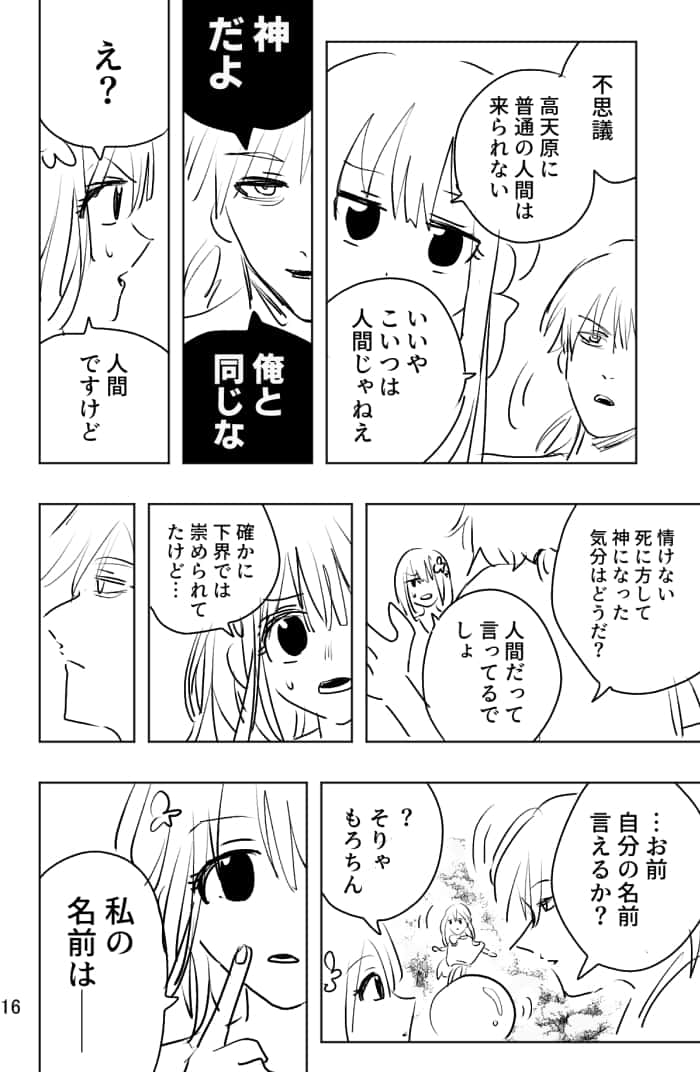 不思議
高天原に
普通の人間は
来られない
いいや
こいつは
人間じゃねえ
神
だよ
俺と
同じな
え？
人間
ですけど
情けない
死に方して
神になった
気分はどうだ？
人間だって
言ってるで
しょ
確かに
下界では
崇められて
たけど…
…お前
自分の名前
言えるか？
？
そりゃ
もろちん
私の
名前は──
16